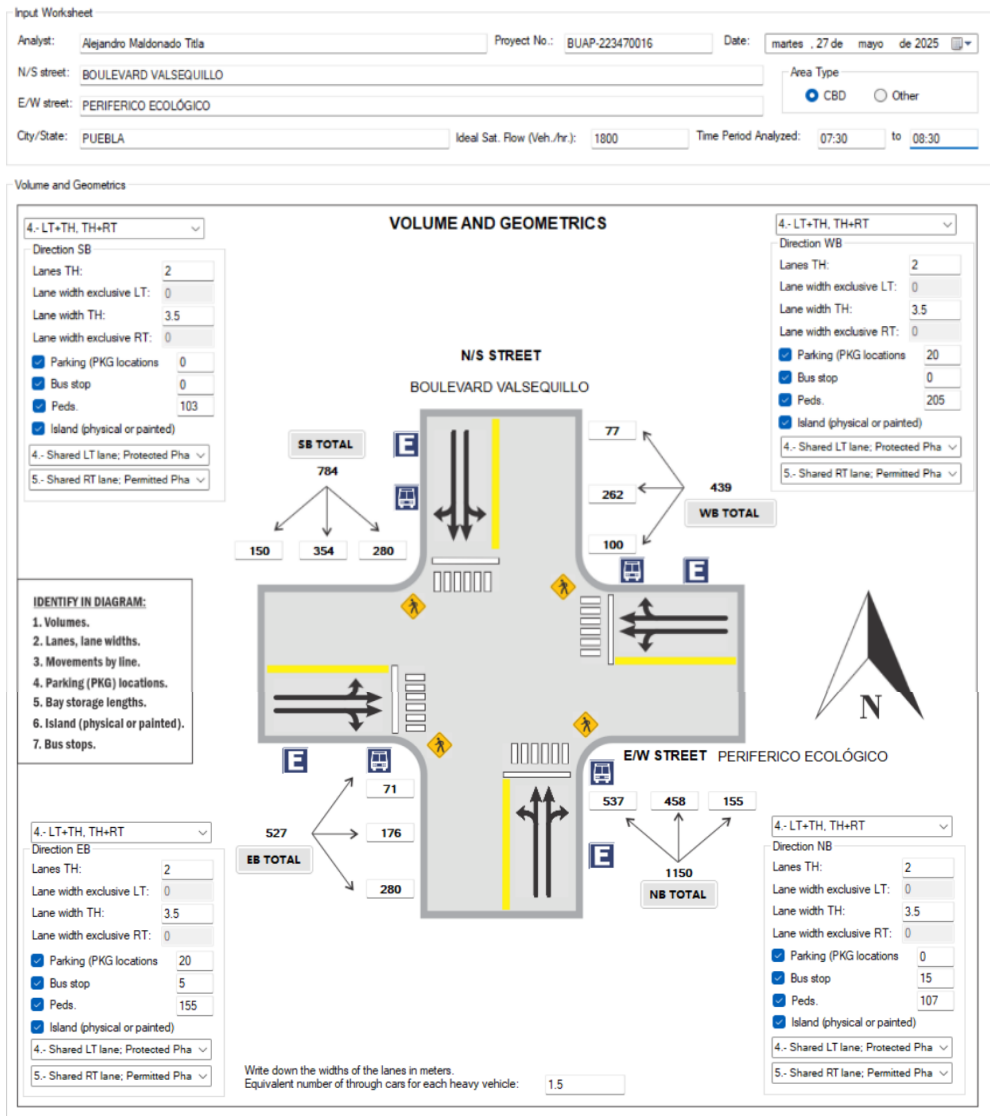 Input Worksheet
Analyst: Alejandro Maldonado Titla Proyect No.: BUAP-223470016 Date: martes , 27 de mayo de 2025
N/S street: BOULEVARD VALSEQUILLO
Area Type
CBD Other
E/W street: PERIFERICO ECOLÓGICO
City/State: PUEBLA Ideal Sat. Flow (Veh./hr.): 1800 Time Period Analyzed: 07:30 to 08:30
Volume and Geometrics
VOLUME AND GEOMETRICS
4.- LT+TH, TH+RT
Direction SB
Lanes TH: 2
Lane width exclusive LT: 0
Lane width TH: 3.5
Lane width exclusive RT: 0
Parking (PKG locations 0
Bus stop 0
Peds. 103
Island (physical or painted)
4.- Shared LT lane; Protected Pha
5.- Shared RT lane; Permitted Pha
4.- LT+TH, TH+RT
Direction WB
Lanes TH: 2
Lane width exclusive LT: 0
Lane width TH: 3.5
Lane width exclusive RT: 0
Parking (PKG locations 20
Bus stop 0
Peds. 205
Island (physical or painted)
4.- Shared LT lane; Protected Pha
5.- Shared RT lane; Permitted Pha
N/S STREET
BOULEVARD VALSEQUILLO
SB TOTAL
784
150 354 280
E
77
262 439
WB TOTAL
100
E
IDENTIFY IN DIAGRAM:
1. Volumes.
2. Lanes, lane widths.
3. Movements by line.
4. Parking (PKG) locations.
5. Bay storage lengths.
6. Island (physical or painted).
7. Bus stops.
N
E/W STREET PERIFERICO ECOLÓGICO
E
71
527 176
EB TOTAL
280
537 458 155
E
1150
NB TOTAL
4.- LT+TH, TH+RT
Direction EB
Lanes TH: 2
Lane width exclusive LT: 0
Lane width TH: 3.5
Lane width exclusive RT: 0
Parking (PKG locations 20
Bus stop 5
Peds. 155
Island (physical or painted)
4.- Shared LT lane; Protected Pha
5.- Shared RT lane; Permitted Pha
4.- LT+TH, TH+RT
Direction NB
Lanes TH: 2
Lane width exclusive LT: 0
Lane width TH: 3.5
Lane width exclusive RT: 0
Parking (PKG locations 0
Bus stop 15
Peds. 107
Island (physical or painted)
4.- Shared LT lane; Protected Pha
5.- Shared RT lane; Permitted Pha
Write down the widths of the lanes in meters.
Equivalent number of through cars for each heavy vehicle: 1.5